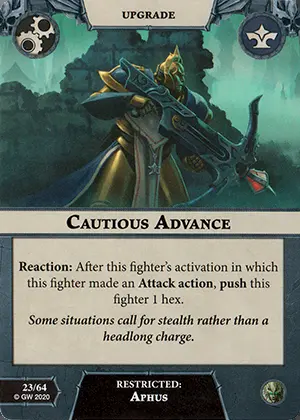 UPGRADE
CAUTIOUS ADVANCE
Reaction: After this fighter's activation in which
this fighter made an Attack action, push this
fighter 1 hex.
Some situations call for stealth rather than a
headlong charge.
23/64
© GW 2020
RESTRICTED:
APHUS